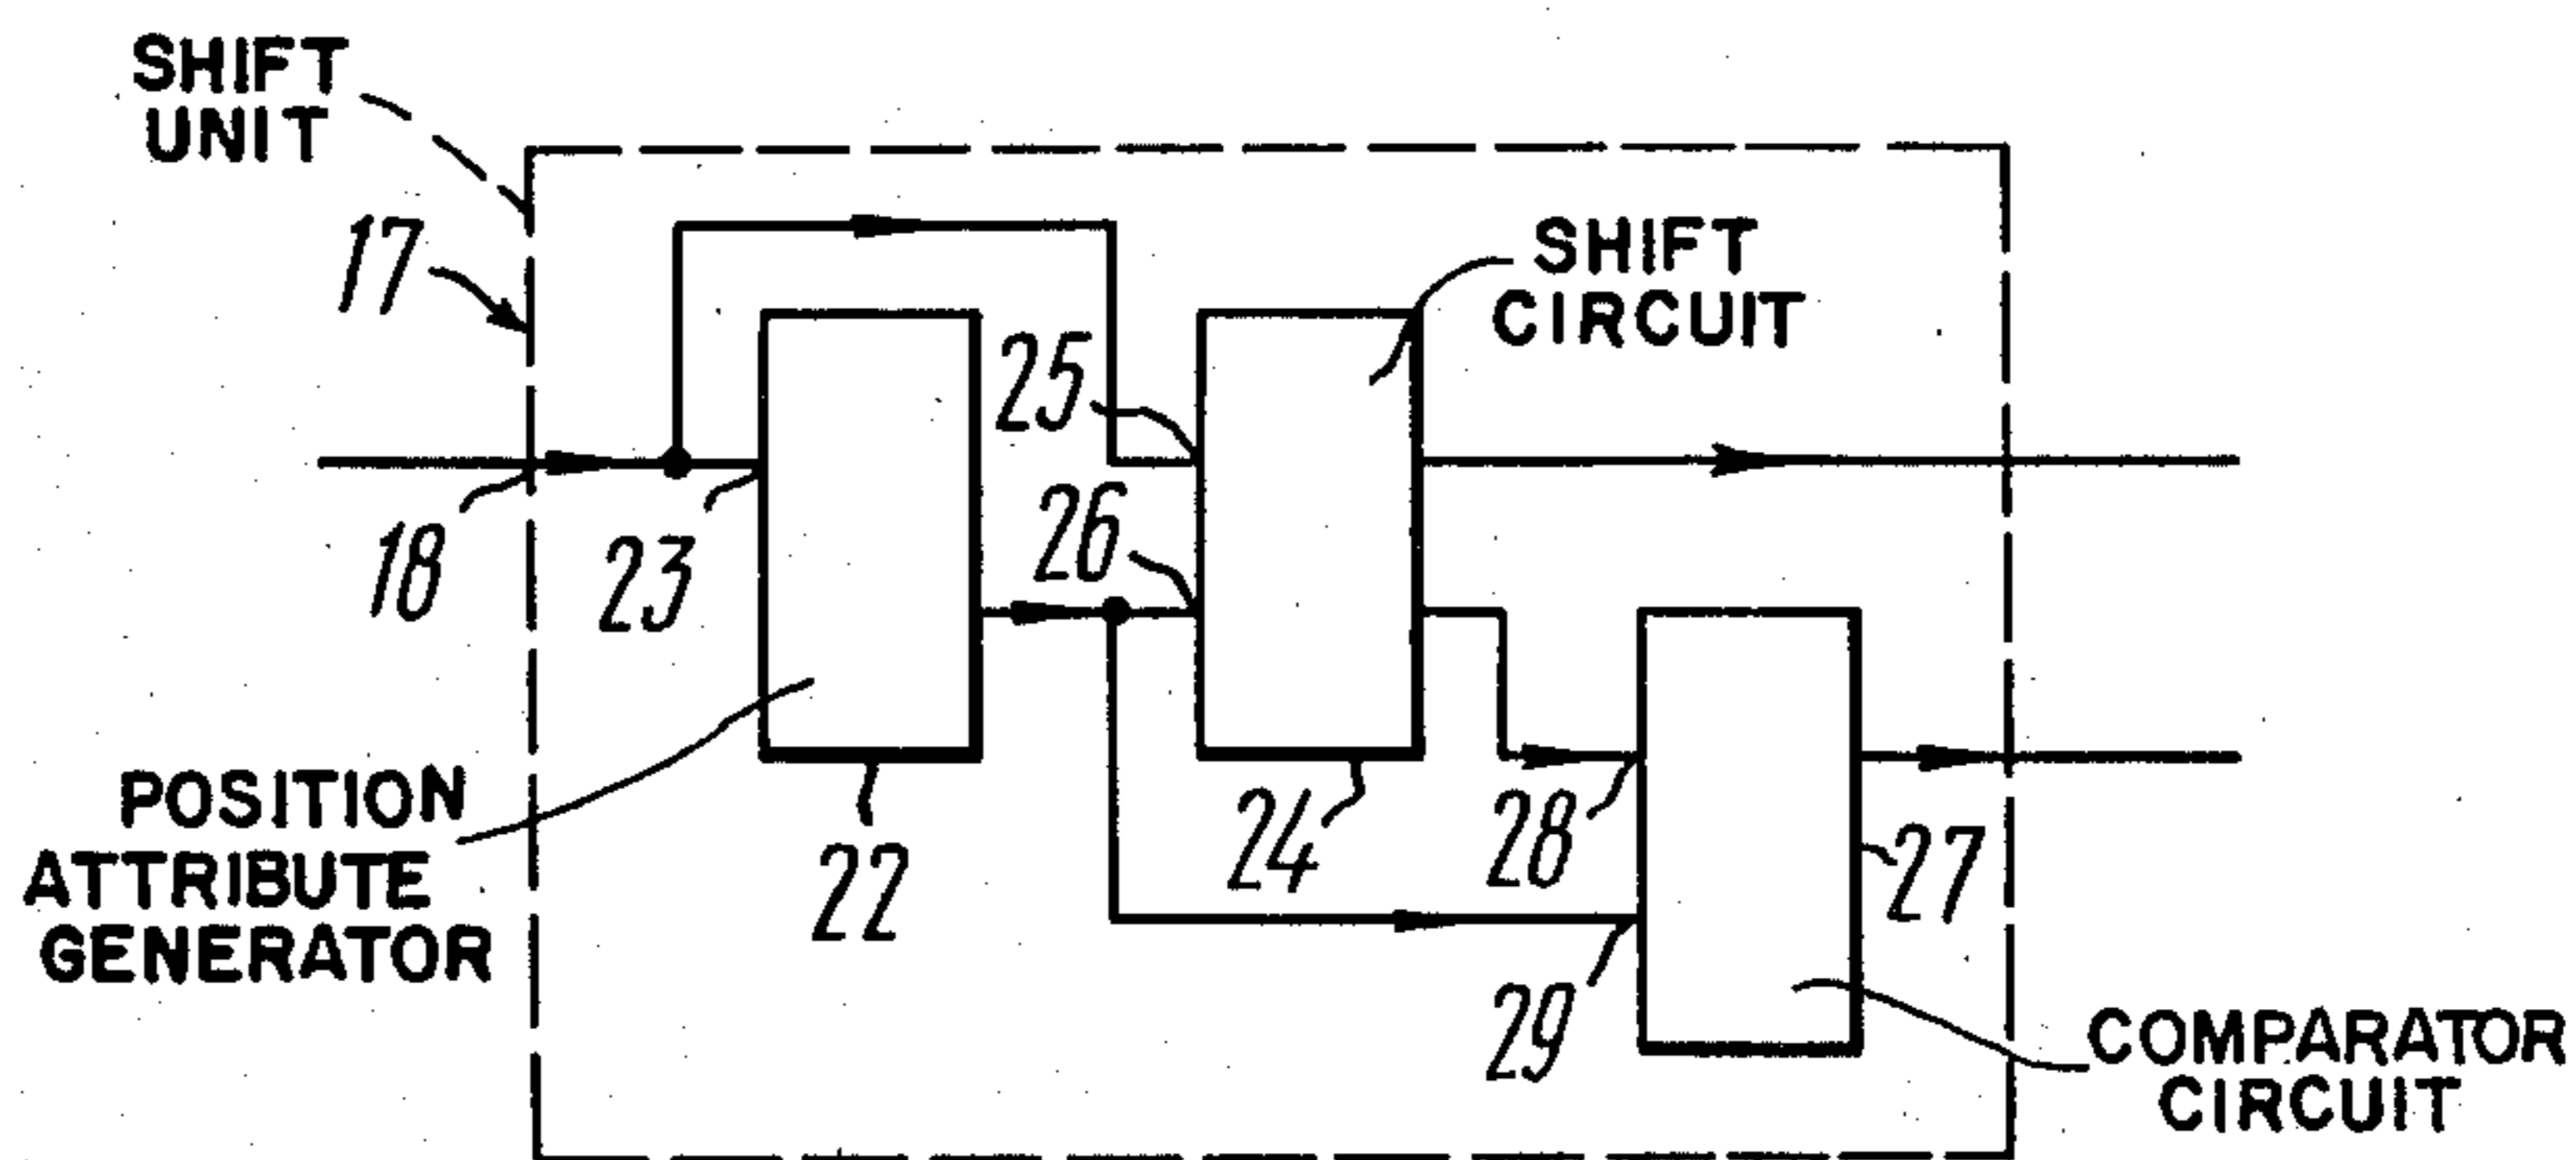 SHIFT
UNIT
17
SHIFT
CIRCUIT
25
18
23
26
POSITION
ATTRIBUTE
GENERATOR
22
24
28
27
29
COMPARATOR
CIRCUIT